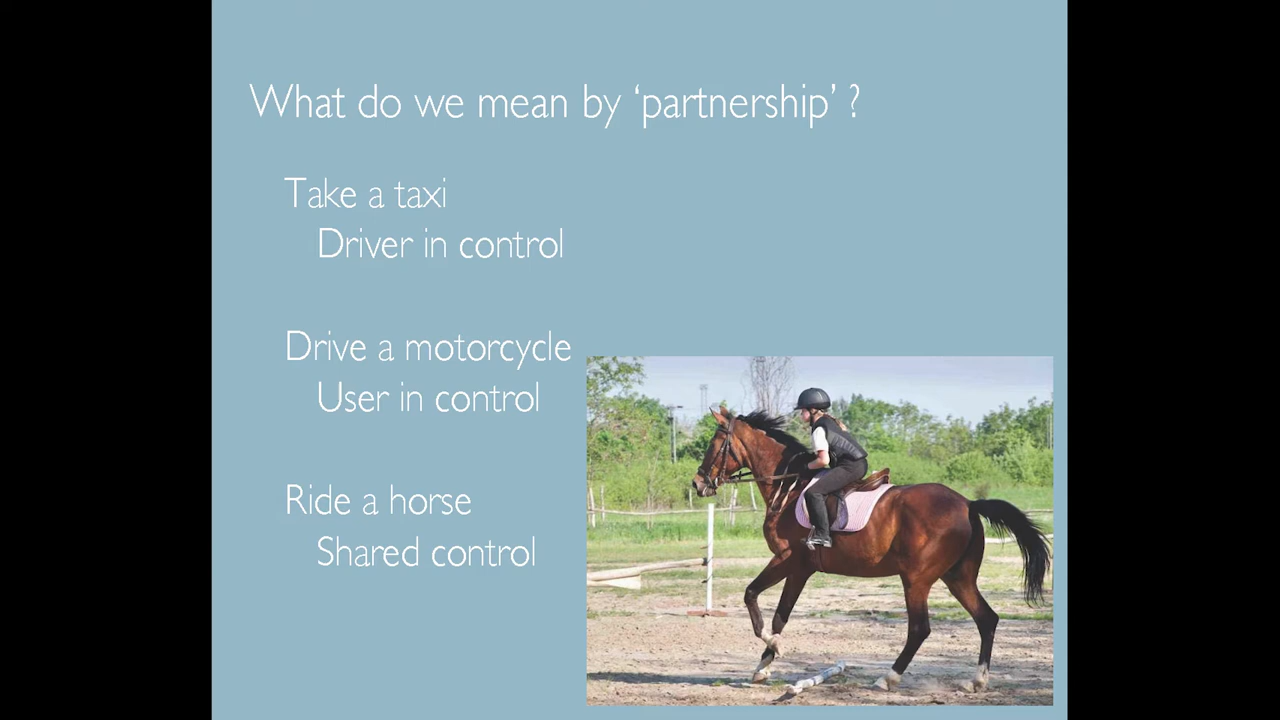 What do we mean by ‘partnership’ ?
Take a taxi
Driver in control
Drive a motorcycle
User in control
Ride a horse
Shared control